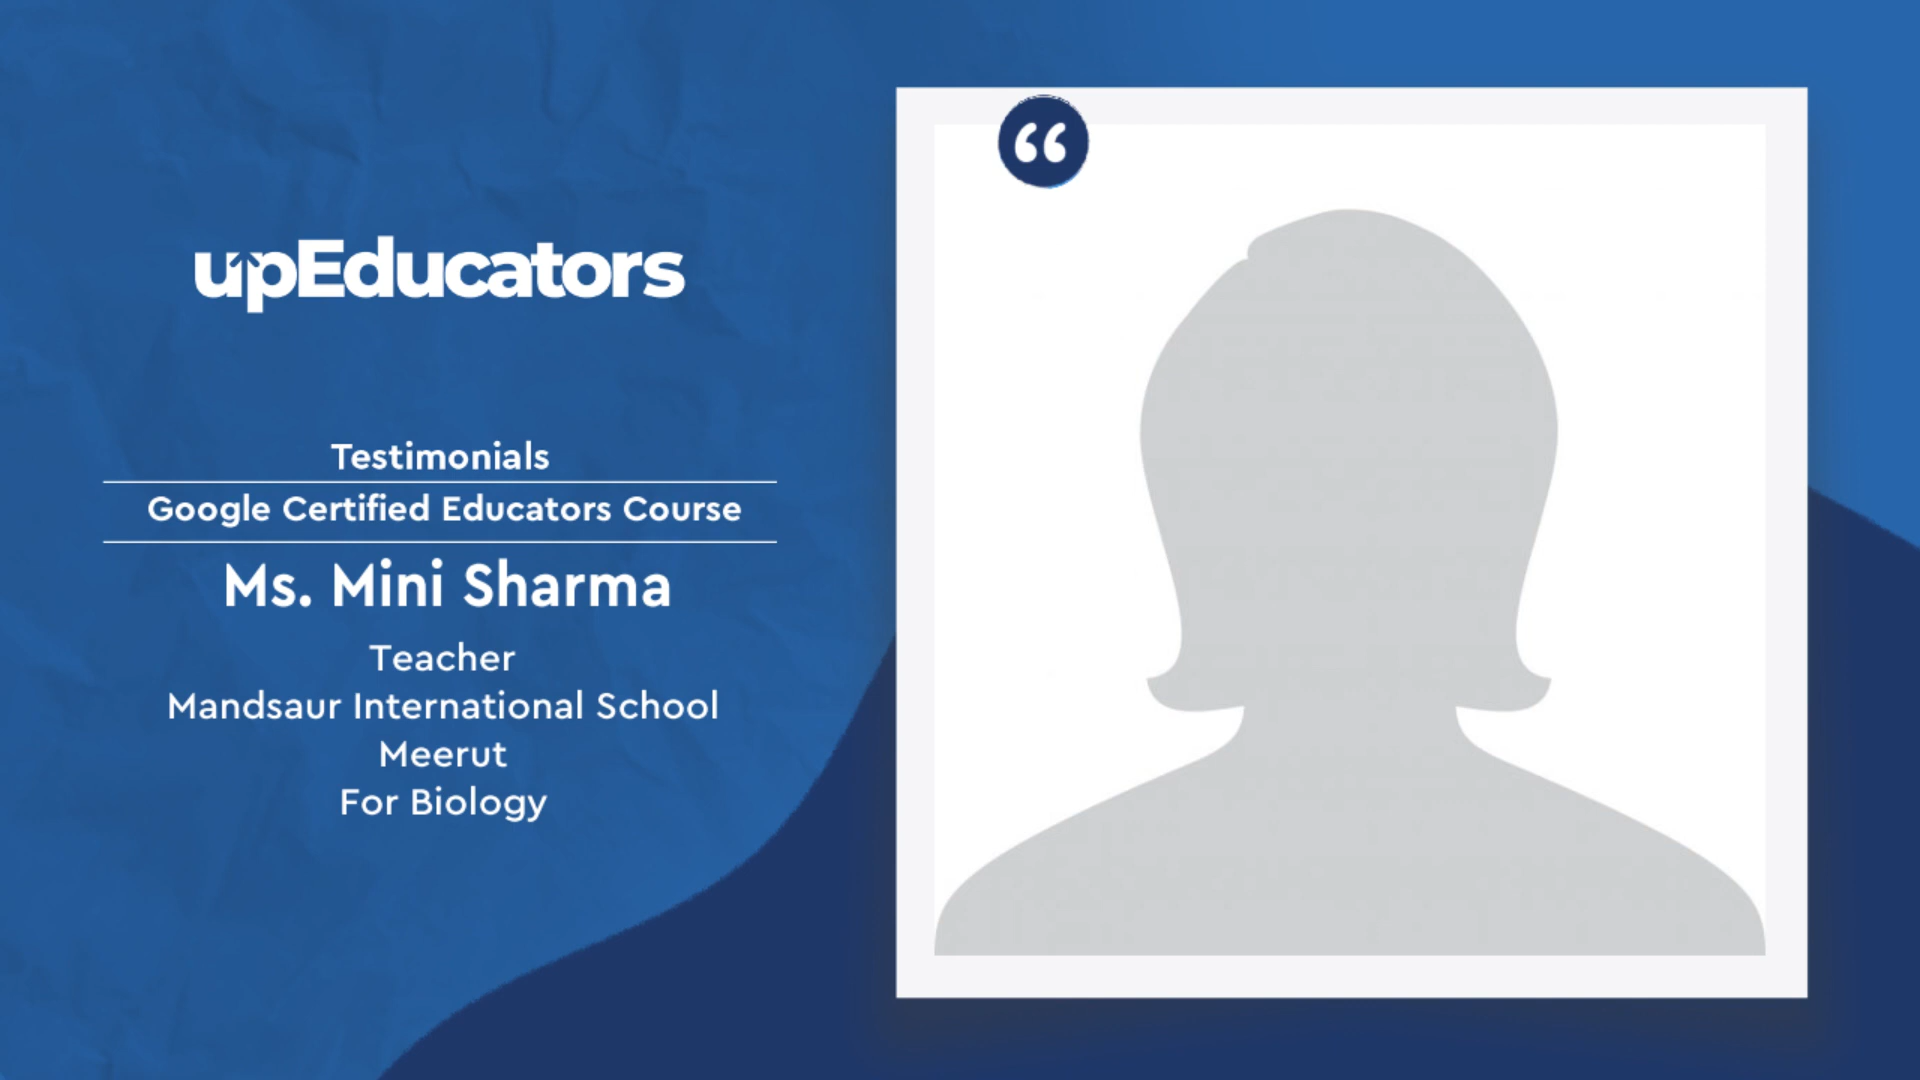 upEducators
Testimonials
Google Certified Educators Course
Ms. Mini Sharma
Teacher
Mandsaur International School
Meerut
For Biology